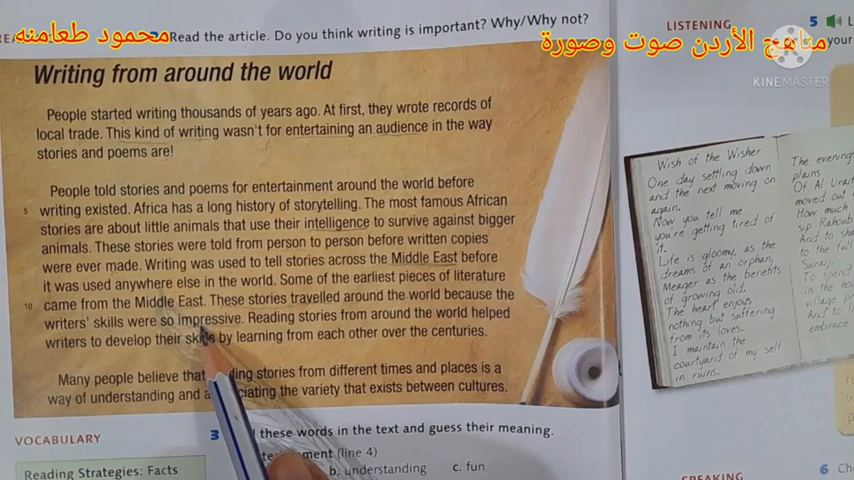 محمود طعامنه
Read the article. Do you think writing is important? Why/Why not?
Writing from around the world
People started writing thousands of years ago. At first, they wrote records of
local trade. This kind of writing wasn't for entertaining an audience in the way
stories and poems are!
People told stories and poems for entertainment around the world before
5 writing existed. Africa has a long history of storytelling. The most famous African
stories are about little animals that use their intelligence to survive against bigger
animals. These stories were told from person to person before written copies
were ever made. Writing was used to tell stories across the Middle East before
it was used anywhere else in the world. Some of the earliest pieces of literature
10 came from the Middle East. These stories travelled around the world because the
writers' skills were so impressive. Reading stories from around the world helped
writers to develop their skills by learning from each other over the centuries.
Many people believe that stories from different times and places is a
way of understanding and the variety that exists between cultures.
VOCABULARY
Reading Strategies: Facts
3 these words in the text and guess their meaning.
(line 4)
b. understanding c. fun
LISTENING
5 L
مناهج الأردن صوت وصورة
your
KINEMASTER
Wish of the Wisher
One day settling down
and the next moving on
again.
Now you tell me
you're getting tired of
it.
Life is gloomy, as the
dreams of an orphan,
Meager as the benefits
of growing old.
The heart enjoys
nothing but suffering
from its loves.
I maintain the
courtyard of my self
in ruins.
The evening
plains
Of Al
moved out
How much
sip
And to
to the
To spend
in the
village
And to
embrace
SPEAKING
6